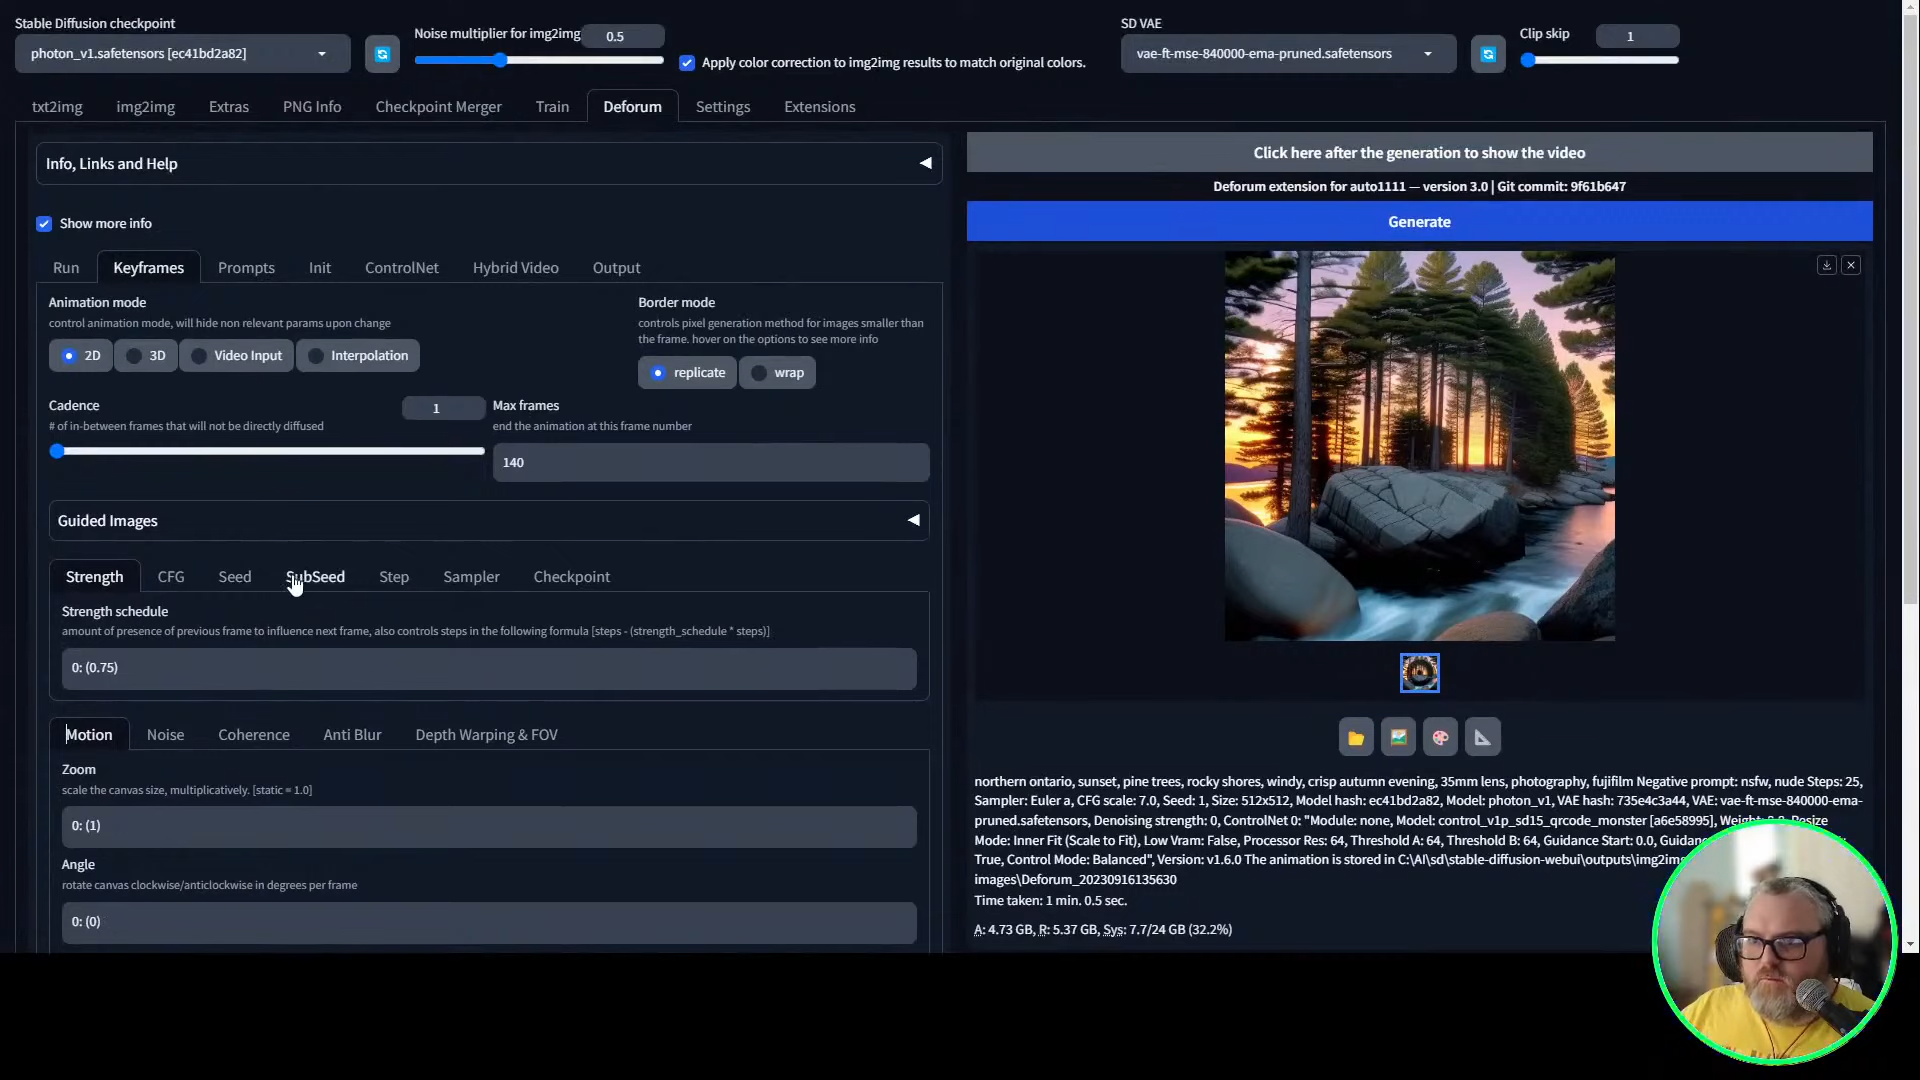 Stable Diffusion checkpoint
photon_v1.safetensors [ec41bd2a82]
Noise multiplier for img2img
0.5
Apply color correction to img2img results to match original colors.
SD VAE
vae-ft-mse-840000-ema-pruned.safetensors
Clip skip
1
txt2img
img2img
Extras
PNG Info
Checkpoint Merger
Train
Deforum
Settings
Extensions
Info, Links and Help
Show more info
Run
Keyframes
Prompts
Init
ControlNet
Hybrid Video
Output
Animation mode
control animation mode, will hide non relevant params upon change
2D
3D
Video Input
Interpolation
Border mode
controls pixel generation method for images smaller than
the frame. hover on the options to see more info
replicate
wrap
Cadence
1
# of in-between frames that will not be directly diffused
Max frames
end the animation at this frame number
140
Guided Images
Strength
CFG
Seed
SubSeed
Step
Sampler
Checkpoint
Strength schedule
amount of presence of previous frame to influence next frame, also controls steps in the following formula [steps - (strength_schedule * steps)]
0: (0.75)
Motion
Noise
Coherence
Anti Blur
Depth Warping & FOV
Zoom
scale the canvas size, multiplicatively. [static = 1.0]
0: (1)
Angle
rotate canvas clockwise/anticlockwise in degrees per frame
0: (0)
Click here after the generation to show the video
Deforum extension for auto1111 — version 3.0 | Git commit: 9f61b647
Generate
northern ontario, sunset, pine trees, rocky shores, windy, crisp autumn evening, 35mm lens, photography, fujifilm Negative prompt: nsfw, nude Steps: 25,
Sampler: Euler a, CFG scale: 7.0, Seed: 1, Size: 512x512, Model hash: ec41bd2a82, Model: photon_v1, VAE hash: 735e4c3a44, VAE: vae-ft-mse-840000-ema-
pruned.safetensors, Denoising strength: 0, ControlNet 0: "Module: none, Model: control_v1p_sd15_qrcode_monster [a6e58995],
Mode: Inner Fit (Scale to Fit), Low Vram: False, Processor Res: 64, Threshold A: 64, Threshold B: 64, Guidance Start: 0.0,
True, Control Mode: Balanced", Version: v1.6.0 The animation is stored in C:\AI\sd\stable-diffusion-webui\outputs\img2img
images\Deforum_20230916135630
Time taken: 1 min. 0.5 sec.
A: 4.73 GB, R: 5.37 GB, Sys: 7.7/24 GB (32.2%)